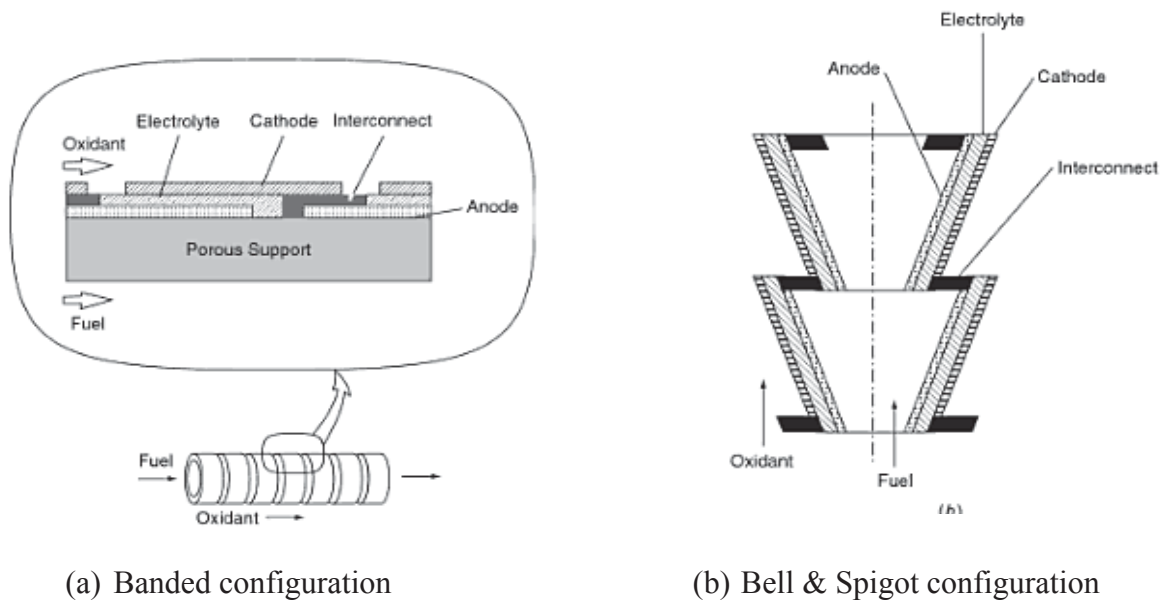 Electrolyte
Cathode
Interconnect
Oxidant
Anode
Porous Support
Fuel
Fuel
Oxidant
(a) Banded configuration
Electrolyte
Anode
Cathode
Interconnect
Oxidant
Fuel
(b)
(b) Bell & Spigot configuration